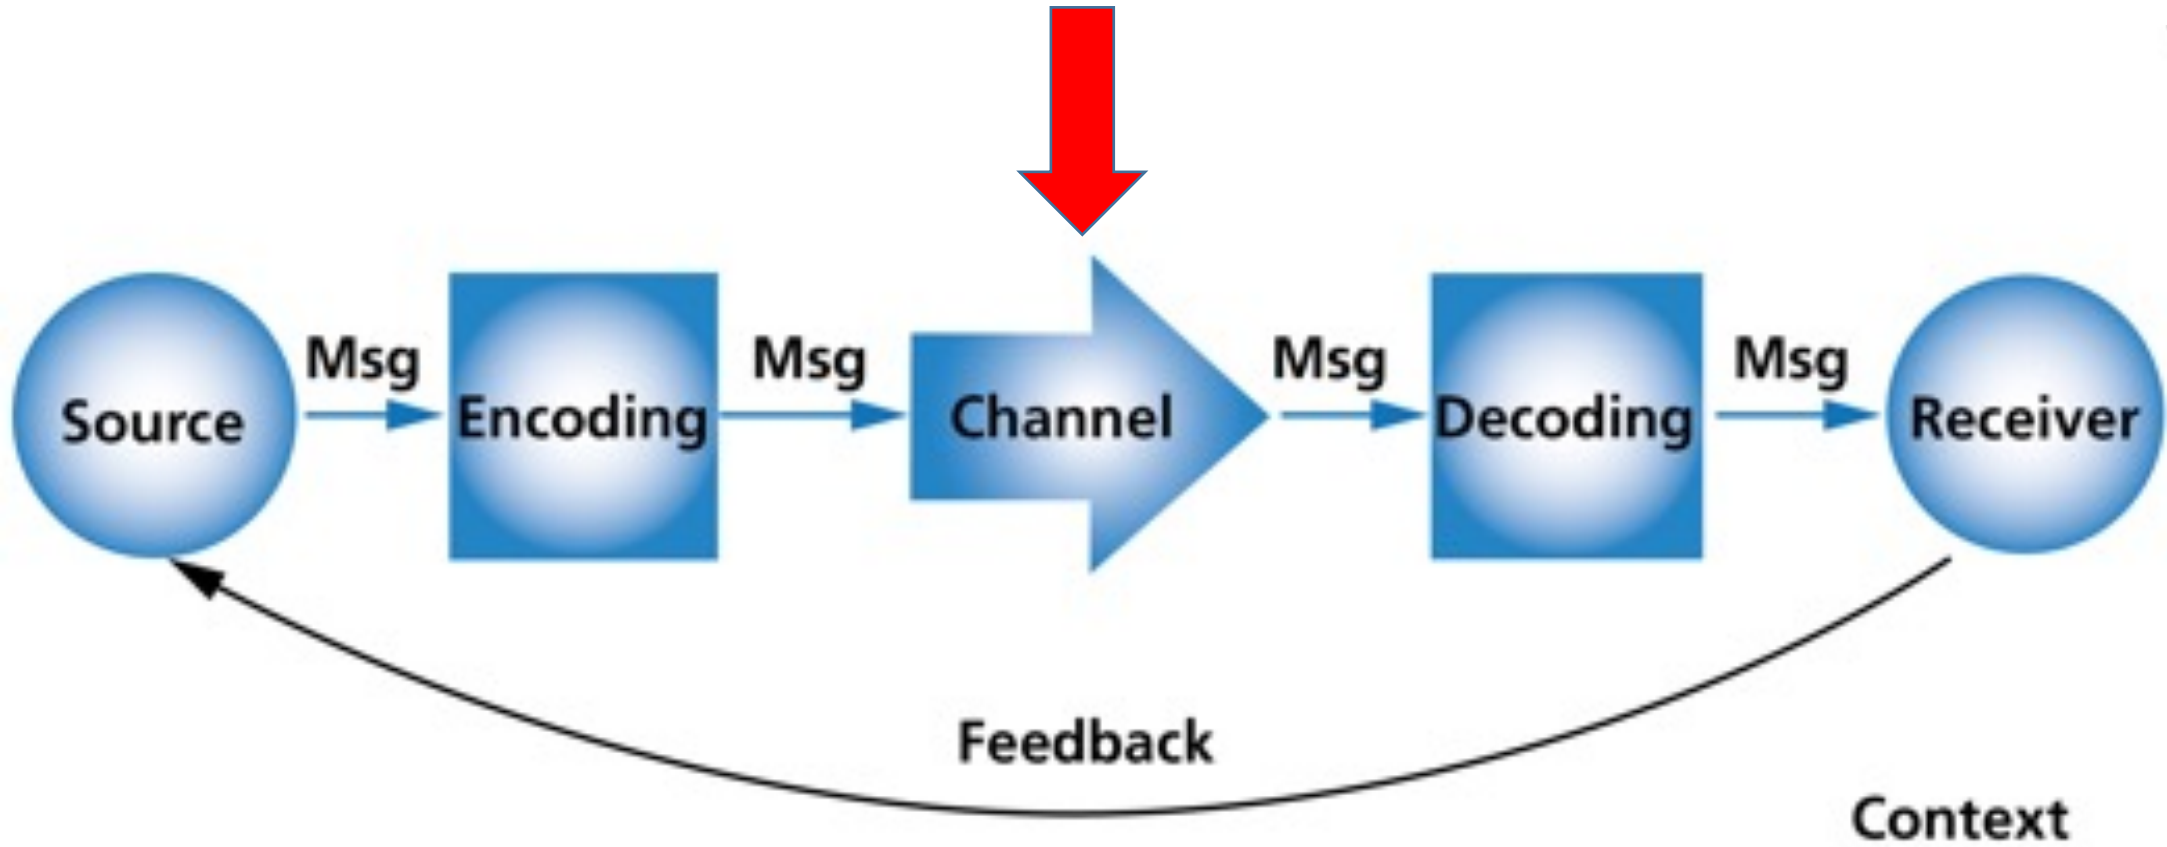 Msg Msg Msg Msg
Source Encoding Channel Decoding Receiver
Feedback
Context